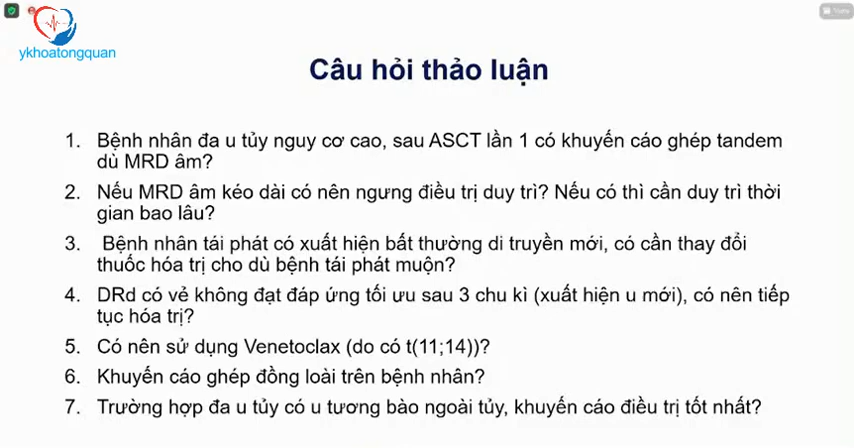 ykhoatongquan
Câu hỏi thảo luận
1. Bệnh nhân đa u tủy nguy cơ cao, sau ASCT lần 1 có khuyến cáo ghép tandem
dù MRD âm?
2. Nếu MRD âm kéo dài có nên ngưng điều trị duy trì? Nếu có thì cần duy trì thời
gian bao lâu?
3. Bệnh nhân tái phát có xuất hiện bất thường di truyền mới, có cần thay đổi
thuốc hóa trị cho dù bệnh tái phát muộn?
4. DRd có vẻ không đạt đáp ứng tối ưu sau 3 chu kì (xuất hiện u mới), có nên tiếp
tục hóa trị?
5. Có nên sử dụng Venetoclax (do có t(11;14))?
6. Khuyến cáo ghép đồng loài trên bệnh nhân?
7. Trường hợp đa u tủy có u tương bào ngoài tủy, khuyến cáo điều trị tốt nhất?